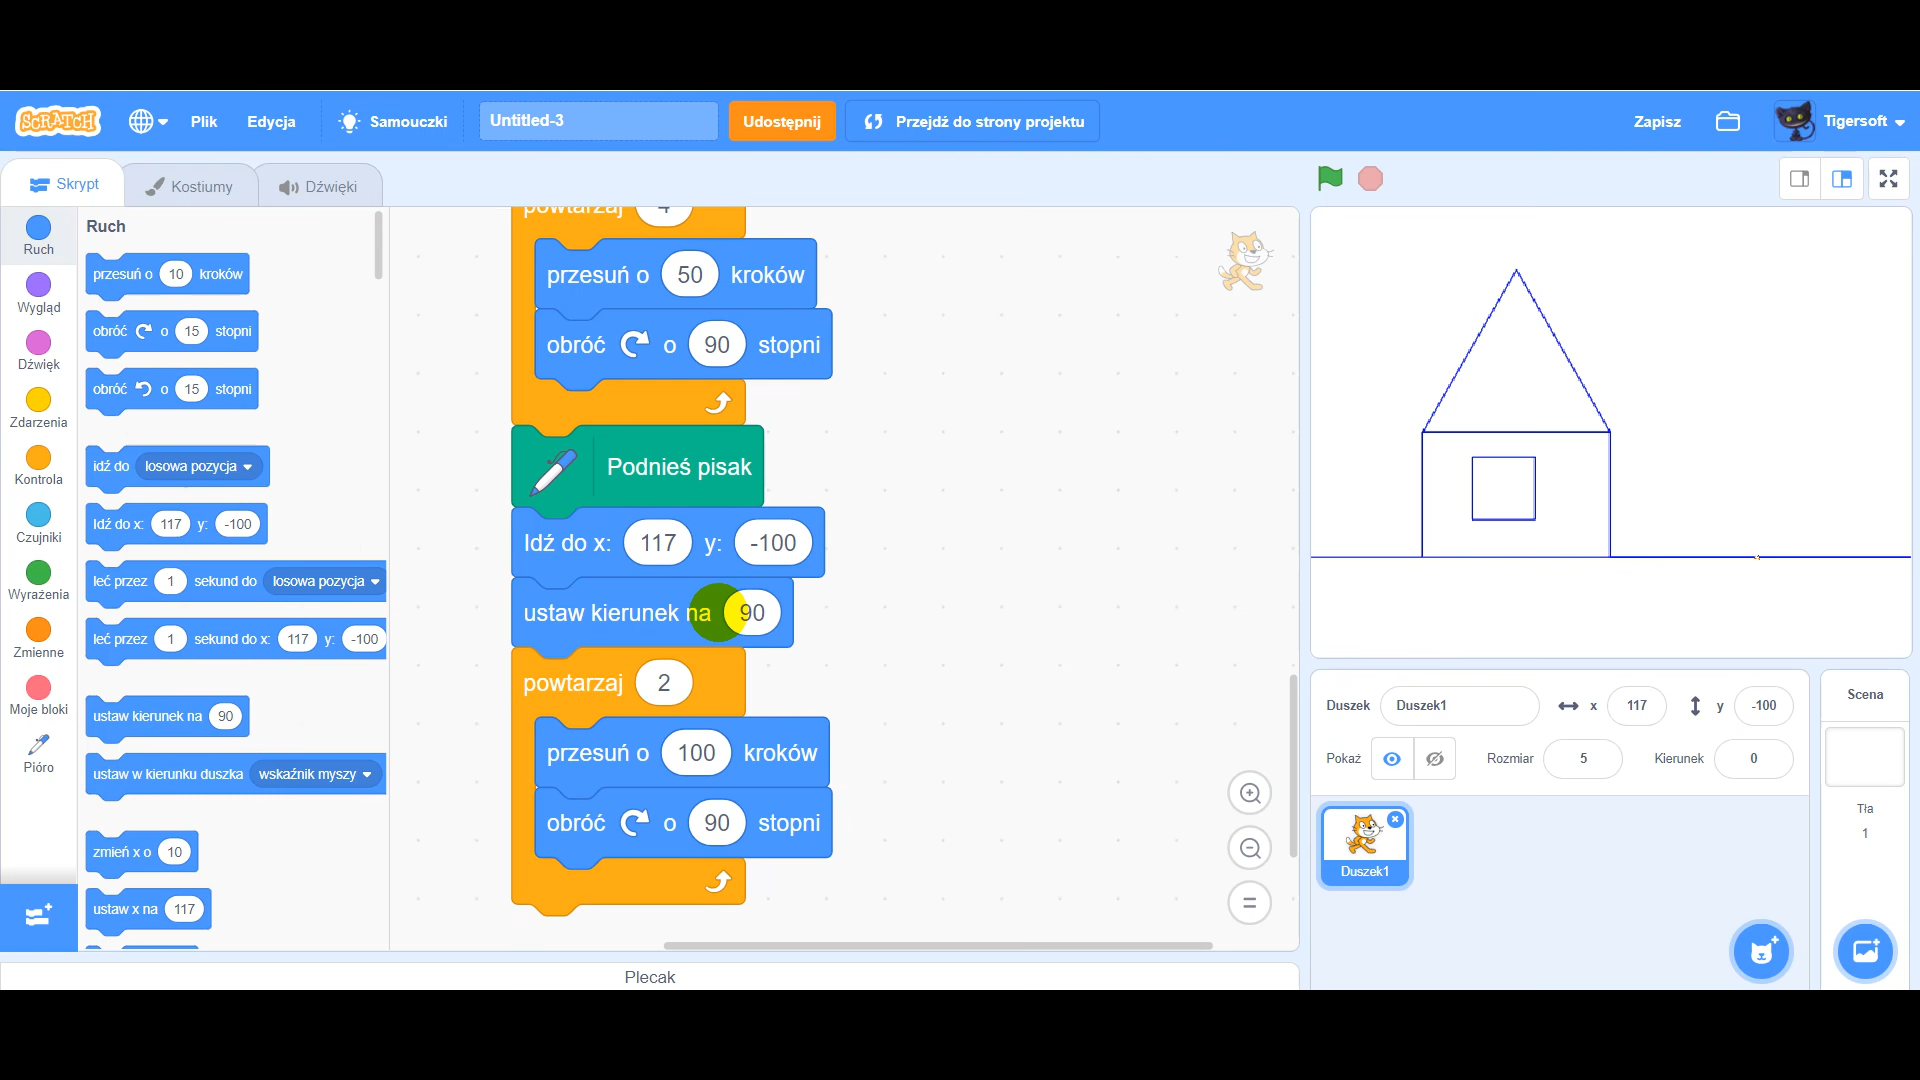 SCRATCH Plik Edycja Samouczki Untitled-3 Udostępnij Przejdź do strony projektu Zapisz Tigersoft
Skrypt Kostiumy Dźwięki
Ruch
Wygląd
Dźwięk
Zdarzenia
Kontrola
Czujniki
Wyrażenia
Zmienne
Moje bloki
Pióro
Ruch
przesuń o 10 kroków
obróć o 15 stopni
obróć o 15 stopni
idź do losowa pozycja
Idź do x: 117 y: -100
leć przez 1 sekund do losowa pozycja
leć przez 1 sekund do x: 117 y: -100
ustaw kierunek na 90
ustaw w kierunku duszka wskaźnik myszy
zmień x o 10
ustaw x na 117
powtarzaj 4
przesuń o 50 kroków
obróć o 90 stopni
Podnieś pisak
Idź do x: 117 y: -100
ustaw kierunek na 90
powtarzaj 2
przesuń o 100 kroków
obróć o 90 stopni
Plecak
Duszek Duszek1 x 117 y -100
Pokaż Rozmiar 5 Kierunek 0
Duszek1
Scena
Tła
1